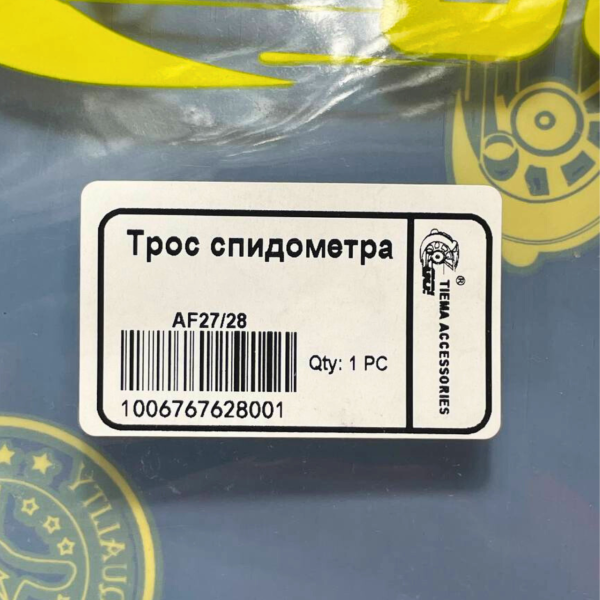 Трос спидометра
AF27/28
Qty: 1 PC
1006767628001
TIEMA ACCESSORIES
®